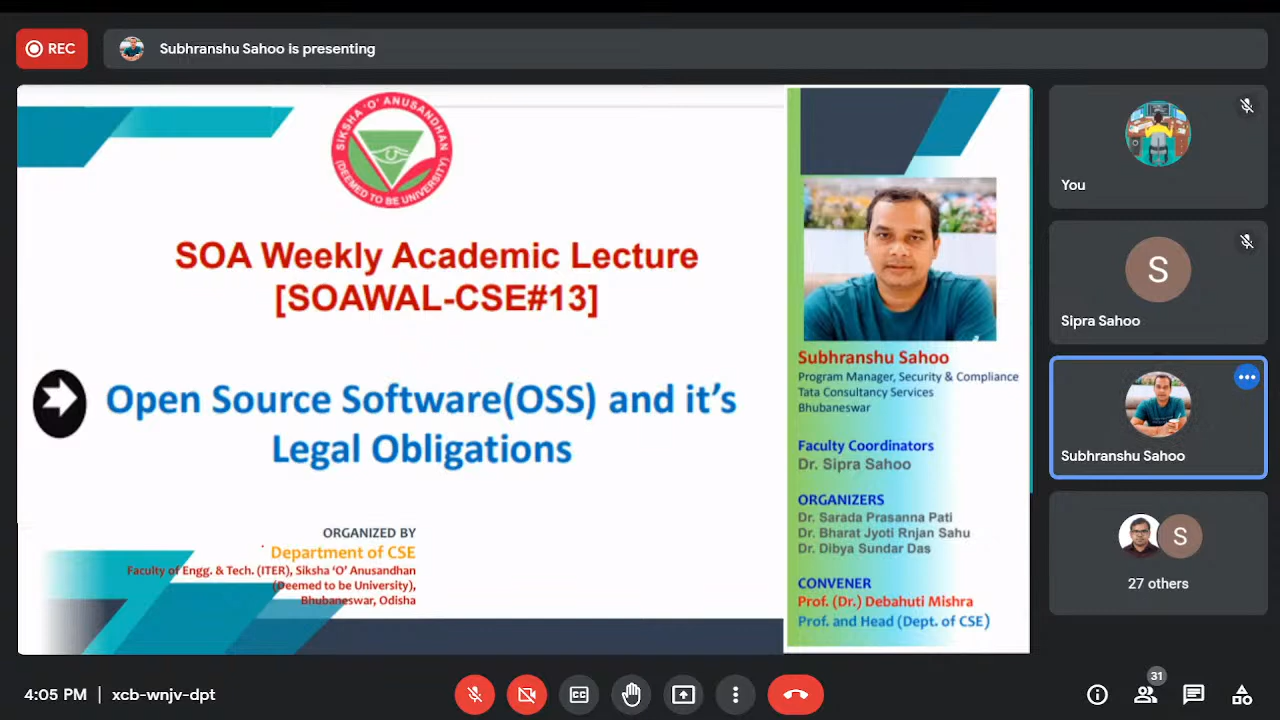 REC
Subhranshu Sahoo is presenting
SIKSHA 'O' ANUSANDHAN
(DEEMED TO BE UNIVERSITY)
SOA Weekly Academic Lecture
[SOAWAL-CSE#13]
Open Source Software(OSS) and it's
Legal Obligations
ORGANIZED BY
Department of CSE
Faculty of Engg. & Tech. (ITER), Siksha 'O' Anusandhan
(Deemed to be University),
Bhubaneswar, Odisha
Subhranshu Sahoo
Program Manager, Security & Compliance
Tata Consultancy Services
Bhubaneswar
Faculty Coordinators
Dr. Sipra Sahoo
ORGANIZERS
Dr. Sarada Prasanna Pati
Dr. Bharat Jyoti Rnjan Sahu
Dr. Dibya Sundar Das
CONVENER
Prof. (Dr.) Debahuti Mishra
Prof. and Head (Dept. of CSE)
You
S
Sipra Sahoo
Subhranshu Sahoo
S
27 others
4:05 PM | xcb-wnjv-dpt
CC
31